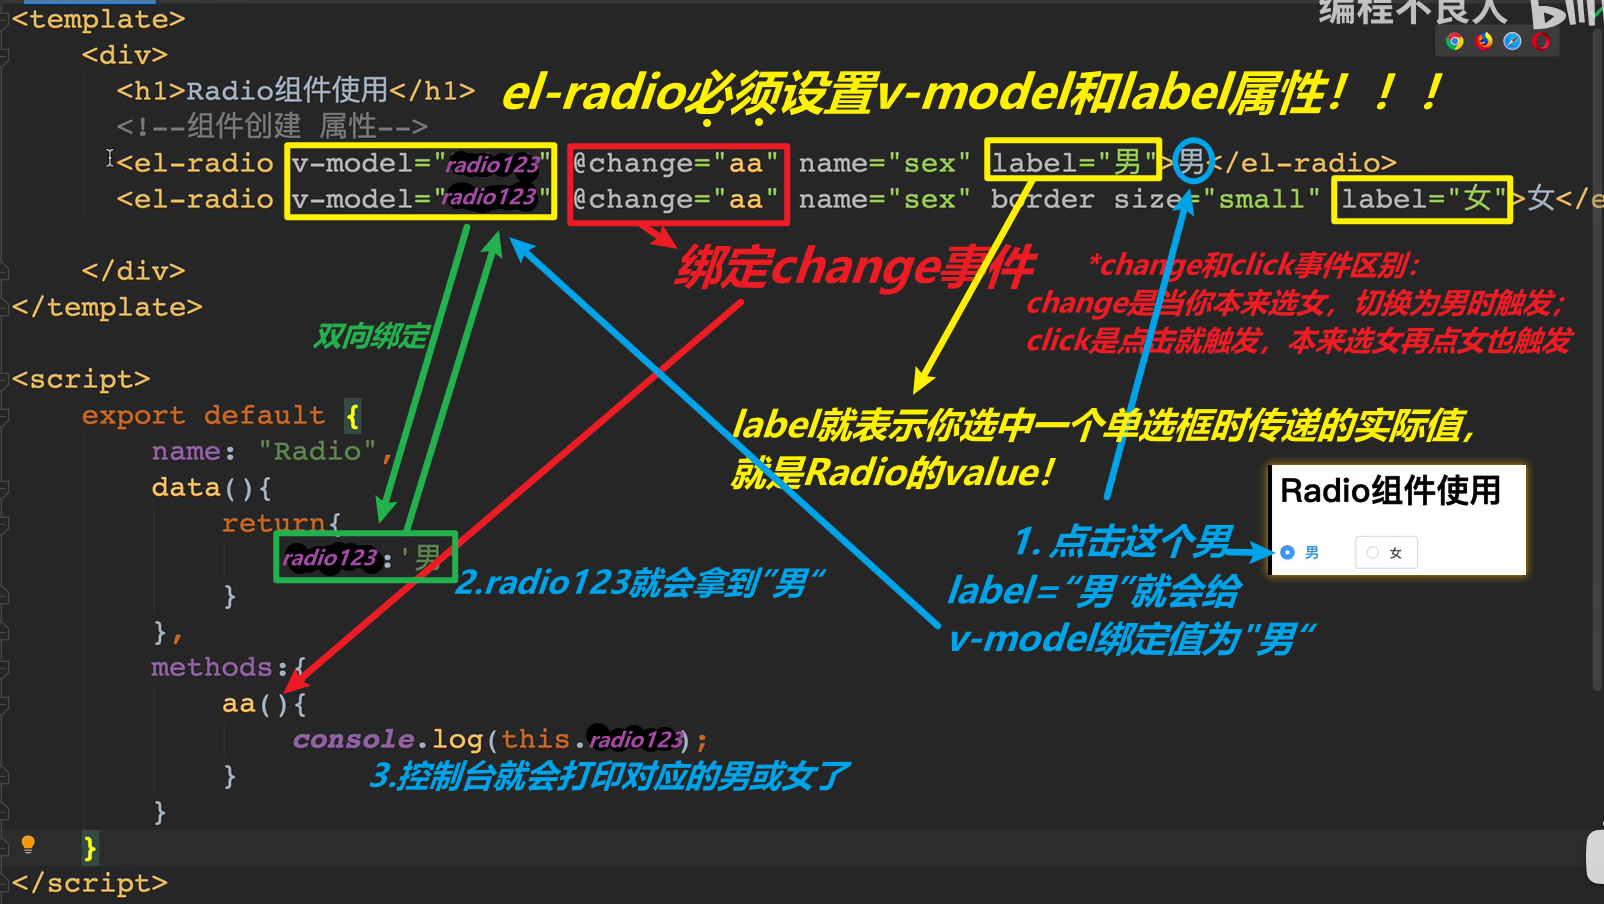 编程不良人
<template>
<div>
<h1>Radio组件使用</h1>
el-radio必须设置v-model和label属性！！！
<!--组件创建 属性-->
<el-radio v-model="radio123" @change="aa" name="sex" label="男">男</el-radio>
<el-radio v-model="radio123" @change="aa" name="sex" border size="small" label="女">女</e
绑定change事件
*change和click事件区别：
change是当你本来选女，切换为男时触发；
click是点击就触发，本来选女再点女也触发
</div>
</template>
双向绑定
<script>
export default {
name: "Radio",
data(){
return{
radio123:'男
}
},
methods:{
aa(){
console.log(this.radio123);
}
}
}
</script>
label就表示你选中一个单选框时传递的实际值，
就是Radio的value！
Radio组件使用
男 女
1. 点击这个男
label=“男”就会给
v-model绑定值为"男“
2.radio123就会拿到”男“
3.控制台就会打印对应的男或女了